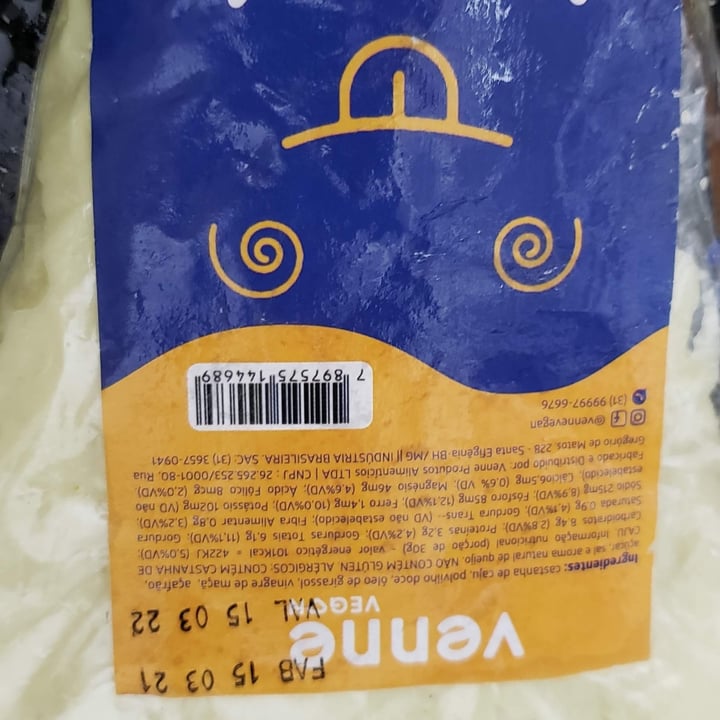 FAB 15 03 21
venne
VAL 15 03 22
VEGAN
Ingredientes: castanha de caju, polvilho doce, óleo de girassol, vinagre de maçã, agafrão,
açúcar, sal e aroma natural de queijo. NÃO CONTÉM GLÚTEN. ALÉRGICOS: CONTÉM CASTANHA DE
CAJU. Informação nutricional (porção de 30g) - valor energético 101Kcal = 422KJ (5,0%VD);
Carboidratos 8,4g (2,8%VD), Proteínas 3,2g (4,2%VD), Gorduras Totais 6,1g (11,1%VD), Gordura
Saturada 0,9g (4,1%VD), Gordura Trans-- (VD não estabelecido); Fibra Alimentar 0,8g (3,2%VD),
Sódio 215mg (8,9%VD), Fósforo 85mg (12,1%VD), Ferro 1,4mg (10,0%VD), Potássio 102mg (VD não
estabelecido), Cálcio6,5mg (0,6% VD), Magnésio 46mg (4,6%VD), Ácido Fólico 8mcg (2,0%VD),
Fabricado e Distribuído por: Venne Produtos Alimentícios LTDA | CNPJ : 26.265.253/0001-80. Rua
Gregório de Matos, 228 - Santa Efigênia-BH /MG || INDÚSTRIA BRASILEIRA. SAC: (31) 3657-0941
@vennevegan
(31) 99997-6676
7 897575 144689